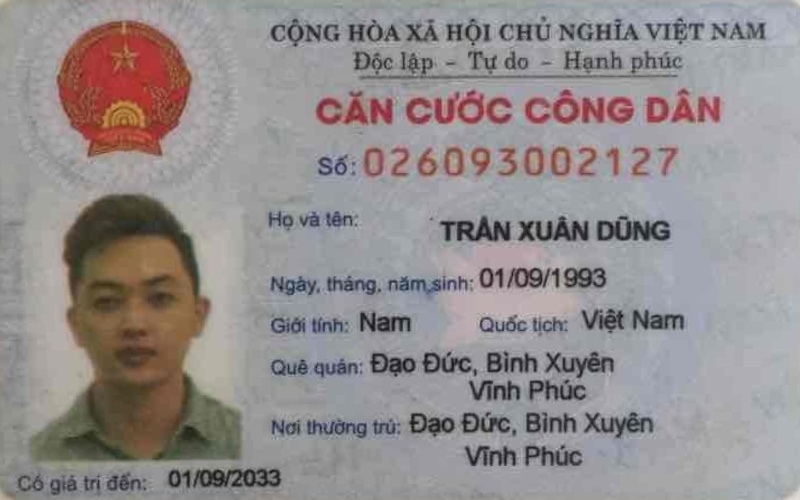 CỘNG HÒA XÃ HỘI CHỦ NGHĨA VIỆT NAM
Độc lập - Tự do - Hạnh phúc
CĂN CƯỚC CÔNG DÂN
Số: 026093002127
Họ và tên: TRẦN XUÂN DŨNG
Ngày, tháng, năm sinh: 01/09/1993
Giới tính: Nam Quốc tịch: Việt Nam
Quê quán: Đạo Đức, Bình Xuyên
Vĩnh Phúc
Nơi thường trú: Đạo Đức, Bình Xuyên
Vĩnh Phúc
Có giá trị đến: 01/09/2033